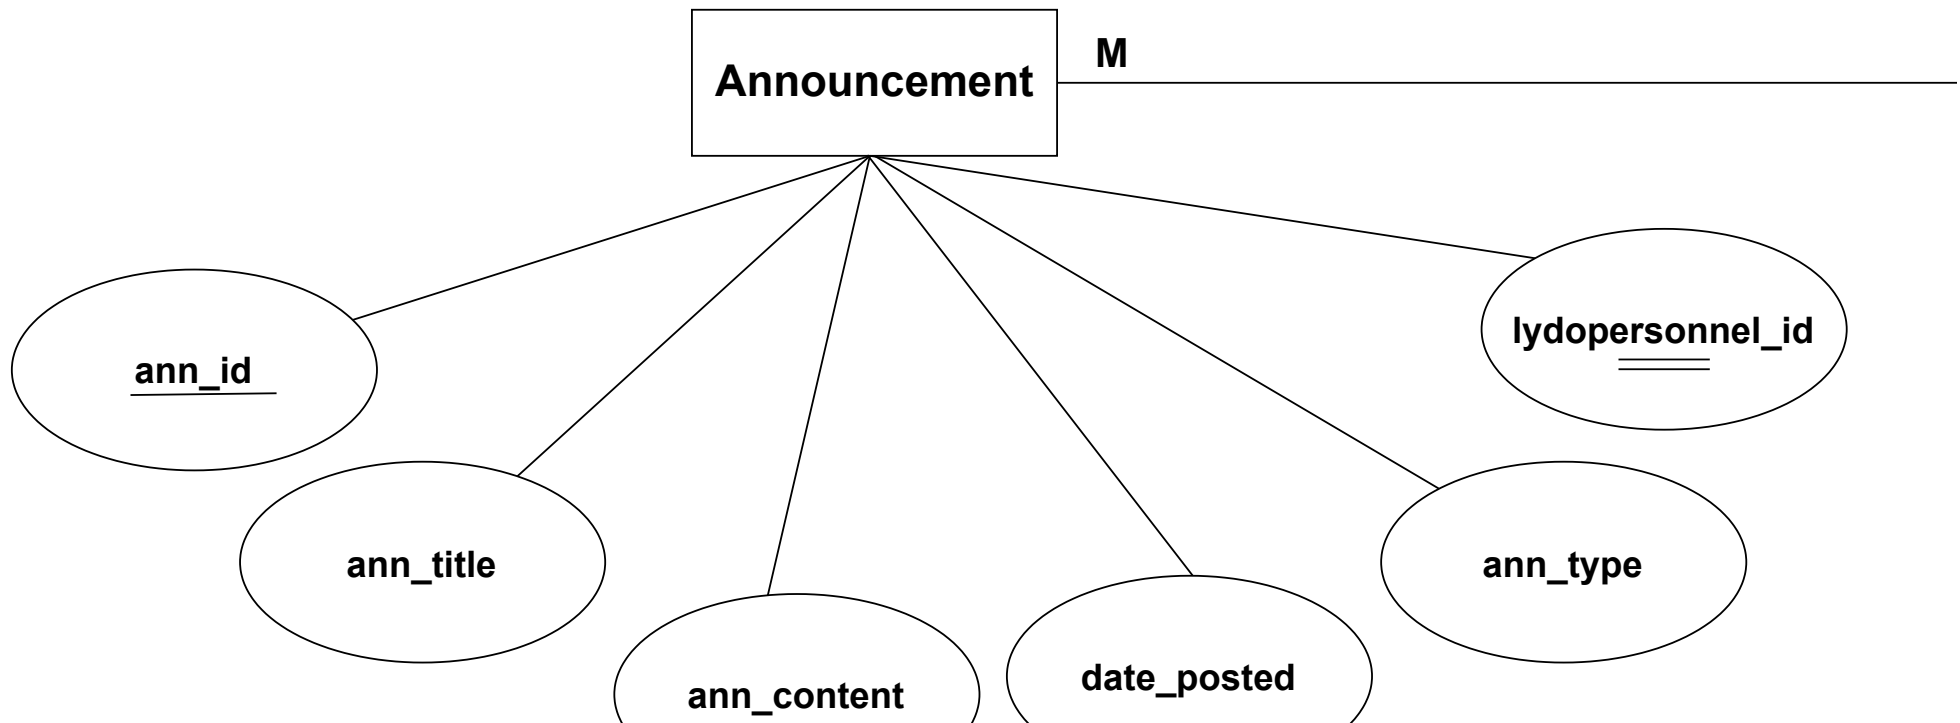 M
Announcement
lydopersonnel_id
ann_id
ann_title
ann_type
date_posted
ann_content